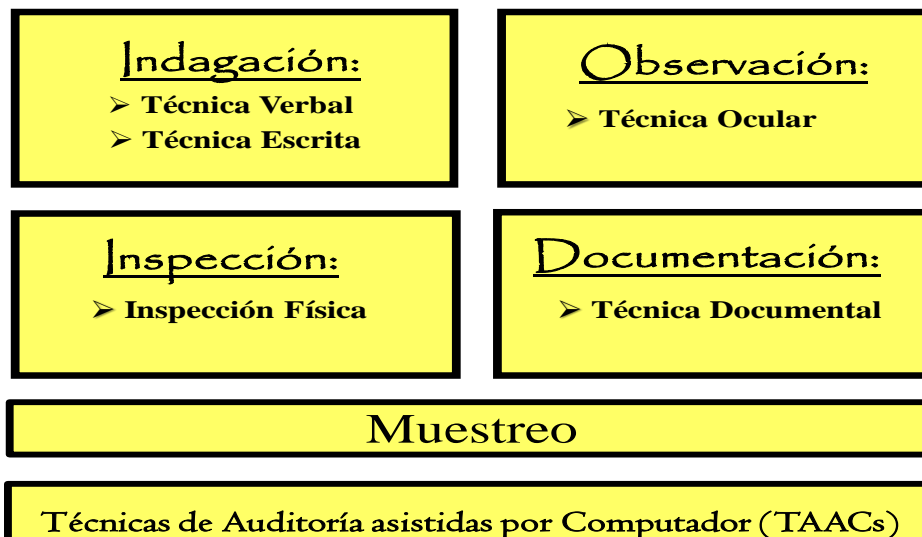 Indagación:
➢ Técnica Verbal
➢ Técnica Escrita
Observación:
➢ Técnica Ocular
Inspección:
➢ Inspección Física
Documentación:
➢ Técnica Documental
Muestreo
Técnicas de Auditoría asistidas por Computador (TAACs)